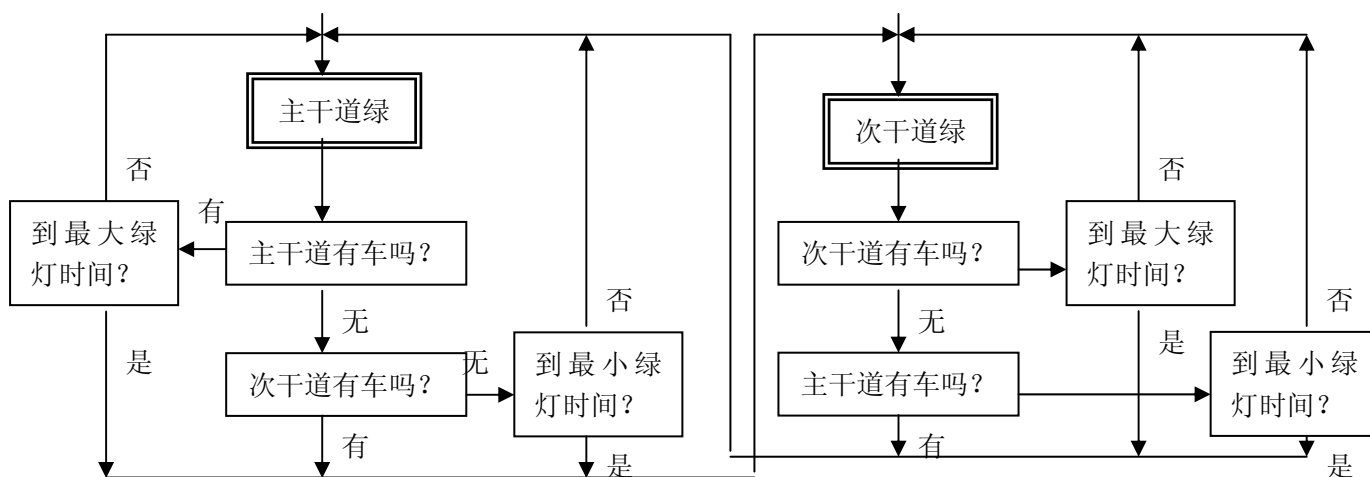 主干道绿
否
到最大绿
灯时间?
有
主干道有车吗?
无
是
次干道有车吗?
无
否
到最小绿
灯时间?
有
是
次干道绿
否
次干道有车吗?
到最大绿
灯时间?
无
是
否
主干道有车吗?
到最小绿
灯时间?
有
是